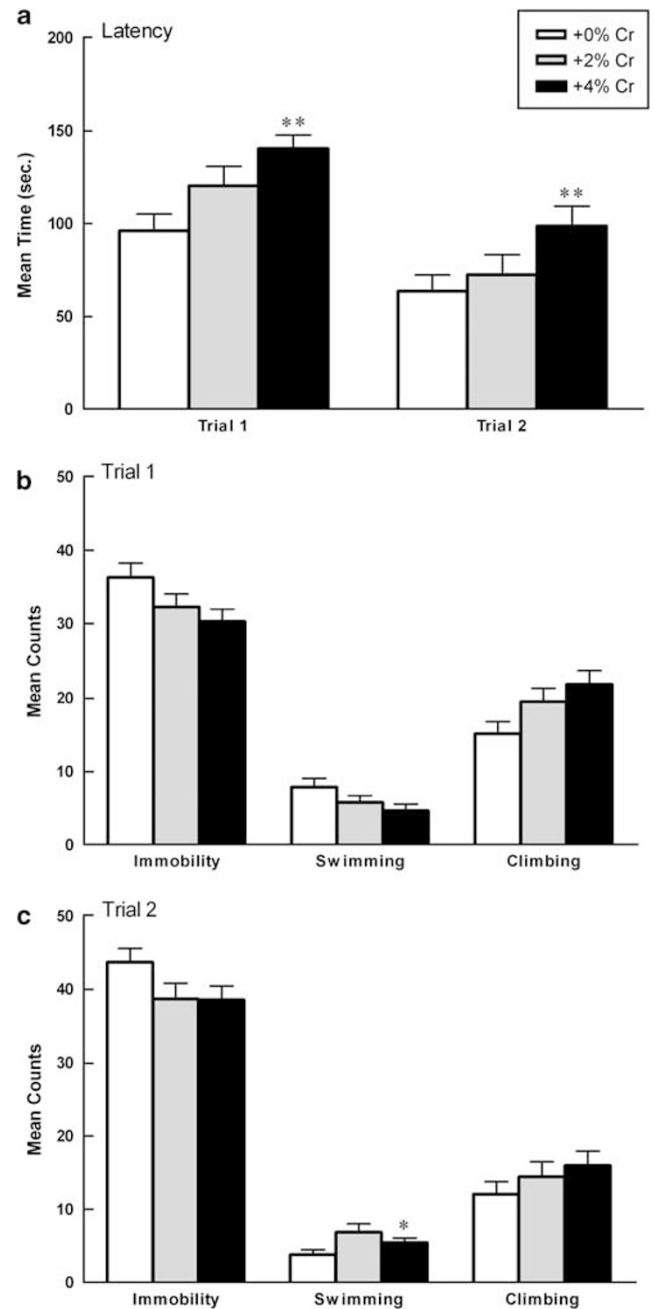 a
Latency
+0% Cr
+2% Cr
+4% Cr
200
150
100
50
0
Mean Time (sec.)
**
**
Trial 1
Trial 2
b
Trial 1
50
40
30
20
10
0
Mean Counts
Immobility
Swimming
Climbing
c
Trial 2
50
40
30
20
10
0
Mean Counts
*
Immobility
Swimming
Climbing